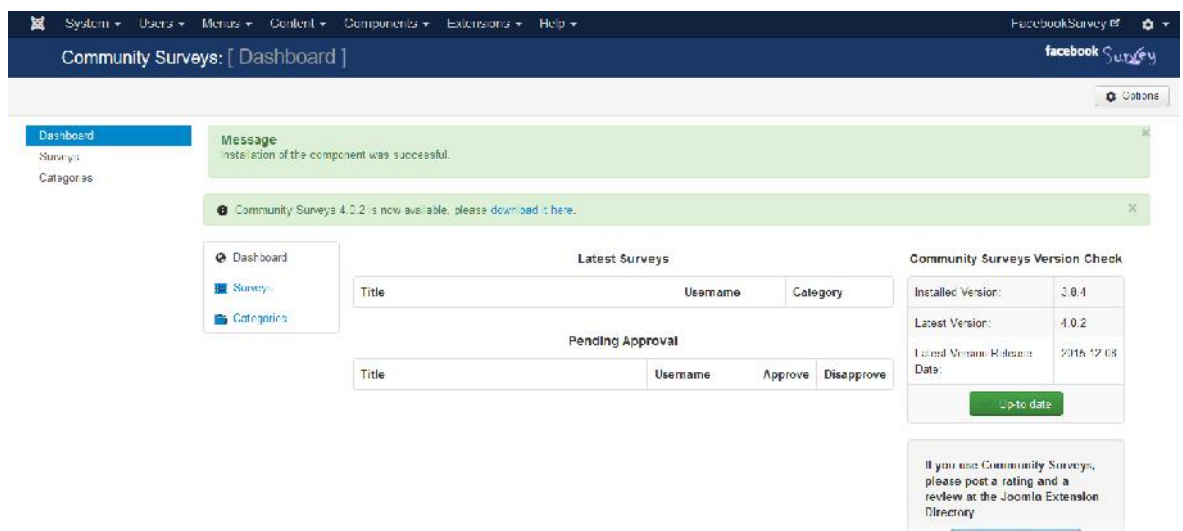 System Users Menus Content Components Extensions Help FacebookSurvey
Community Surveys: [ Dashboard ] facebook Survey
Options
Dashboard
Surveys
Categories
Message
Installation of the component was successful.
Community Surveys 4.0.2 is now available, please download it here.
Dashboard
Surveys
Categories
Latest Surveys
Title Username Category
Pending Approval
Title Username Approve Disapprove
Community Surveys Version Check
Installed Version: 3.8.4
Latest Version: 4.0.2
Latest Version Release
Date:
Up-to date
If you use Community Surveys,
please post a rating and a
review at the Joomla Extension
Directory